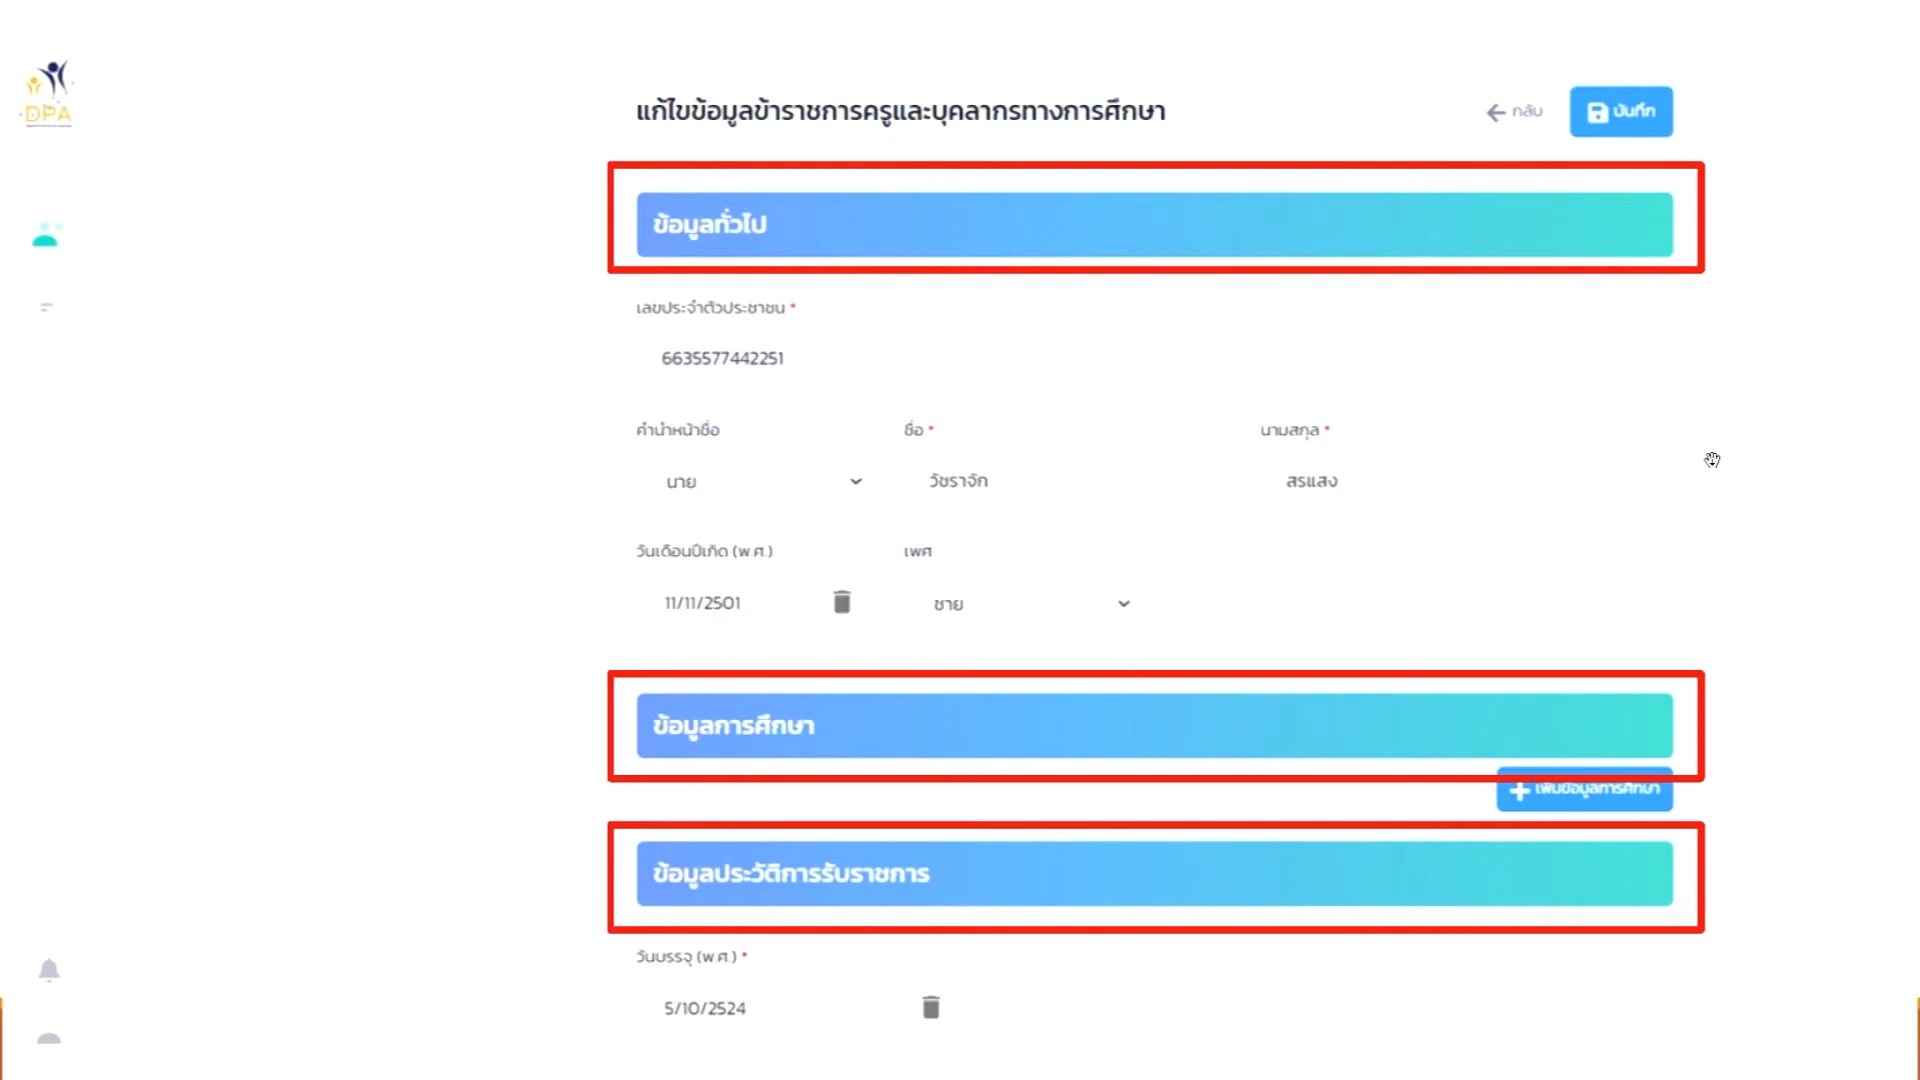 DPA
แก้ไขข้อมูลข้าราชการครูและบุคลากรทางการศึกษา
กลับ
บันทึก
ข้อมูลทั่วไป
เลขประจำตัวประชาชน *
6635577442251
คำนำหน้าชื่อ ชื่อ * นามสกุล *
นาย วัชราจัก สรแสง
วันเดือนปีเกิด (พ.ศ.) เพศ
11/11/2501 ชาย
ข้อมูลการศึกษา
เพิ่มข้อมูลการศึกษา
ข้อมูลประวัติการรับราชการ
วันบรรจุ (พ.ศ.) *
5/10/2524